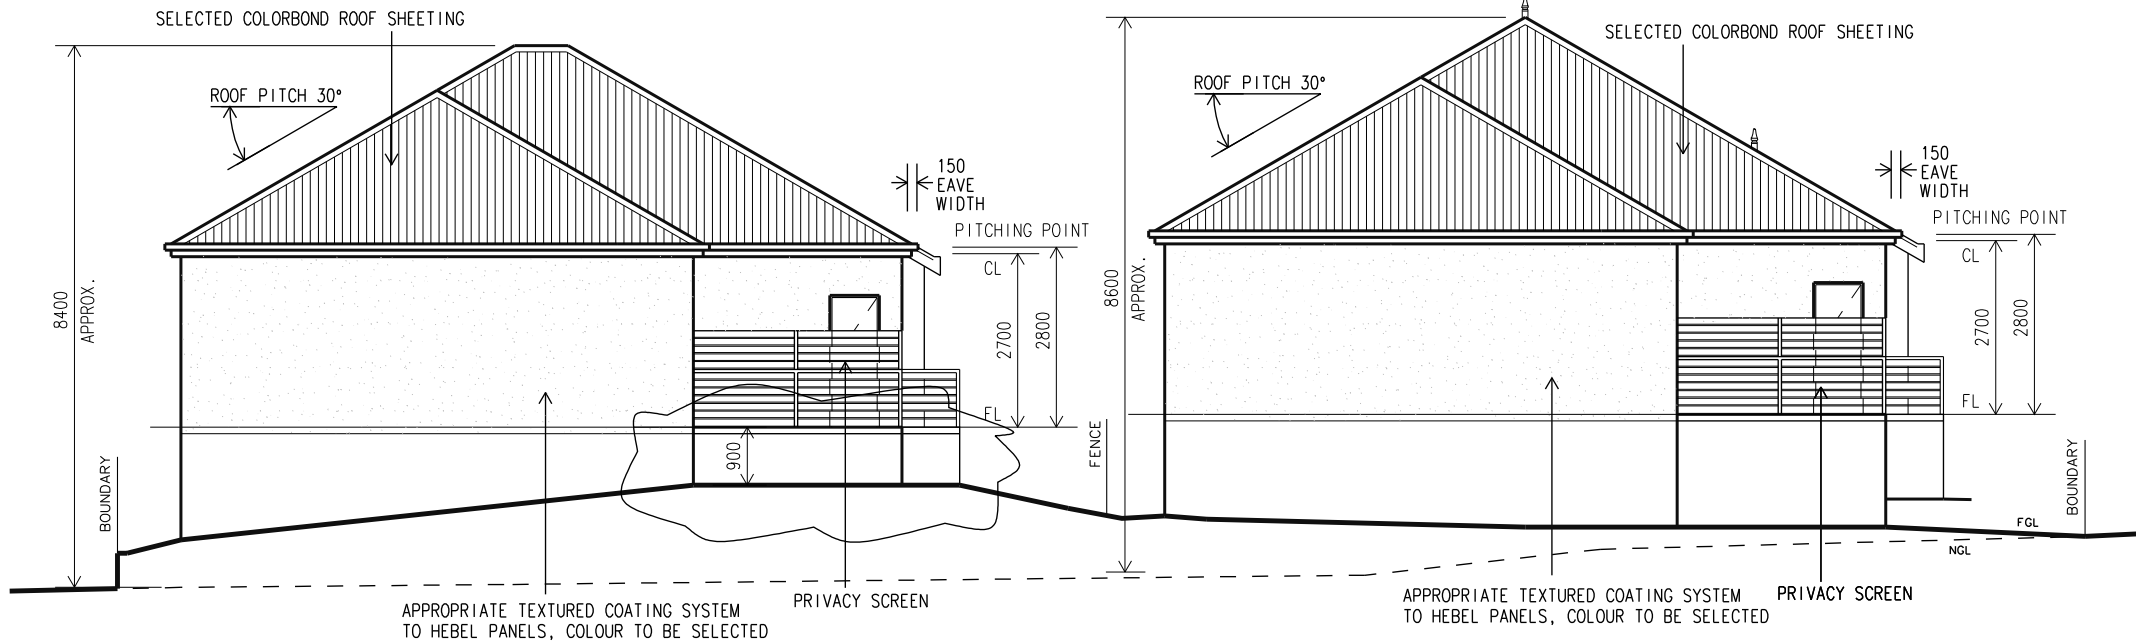 SELECTED COLORBOND ROOF SHEETING
ROOF PITCH 30°
150
EAVE
WIDTH
PITCHING POINT
CL
8400
APPROX.
2700
2800
FL
900
BOUNDARY
FENCE
APPROPRIATE TEXTURED COATING SYSTEM
TO HEBEL PANELS, COLOUR TO BE SELECTED
PRIVACY SCREEN
SELECTED COLORBOND ROOF SHEETING
ROOF PITCH 30°
150
EAVE
WIDTH
PITCHING POINT
CL
8600
APPROX.
2700
2800
FL
BOUNDARY
FGL
NGL
APPROPRIATE TEXTURED COATING SYSTEM
TO HEBEL PANELS, COLOUR TO BE SELECTED
PRIVACY SCREEN